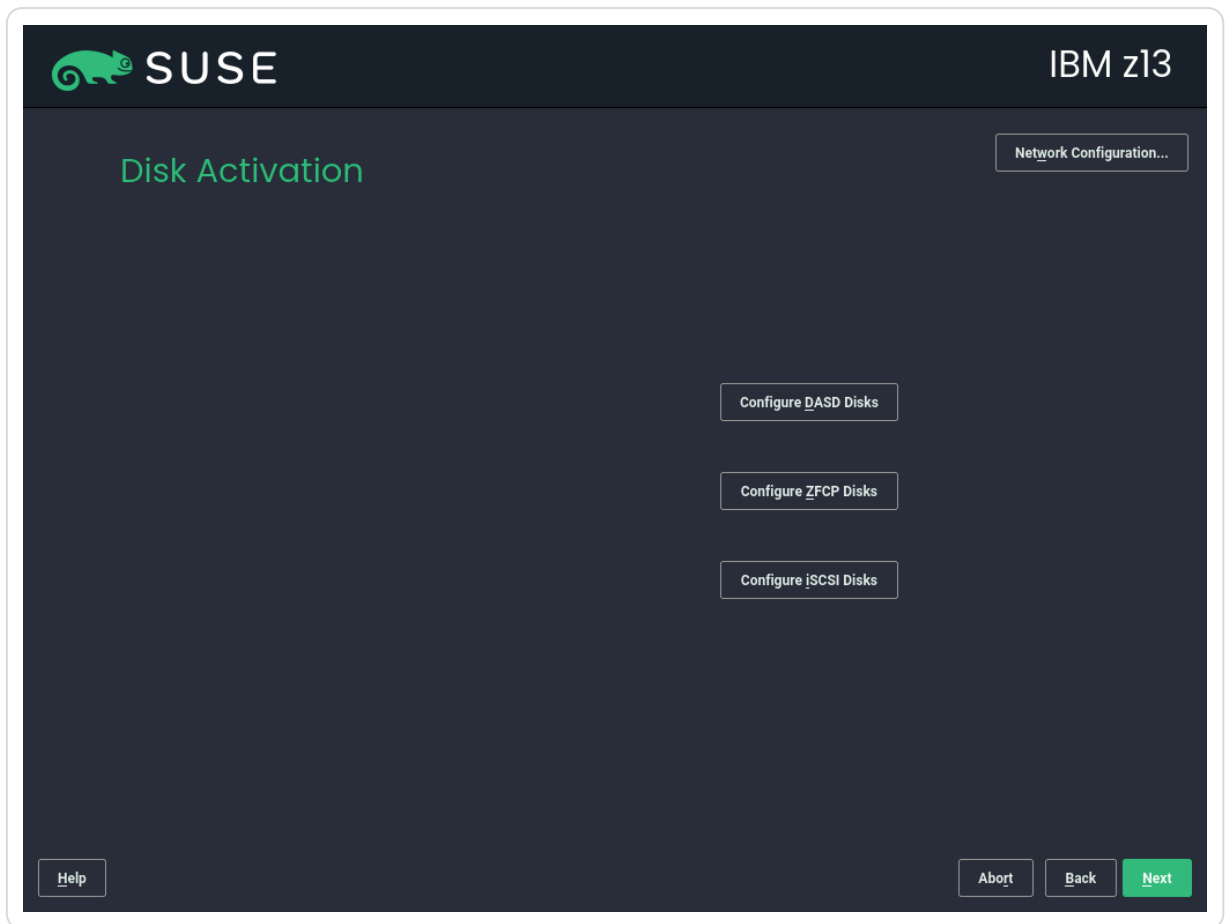 SUSE
IBM z13
Disk Activation
Network Configuration...
Configure DASD Disks
Configure ZFCP Disks
Configure iSCSI Disks
Help
Abort
Back
Next